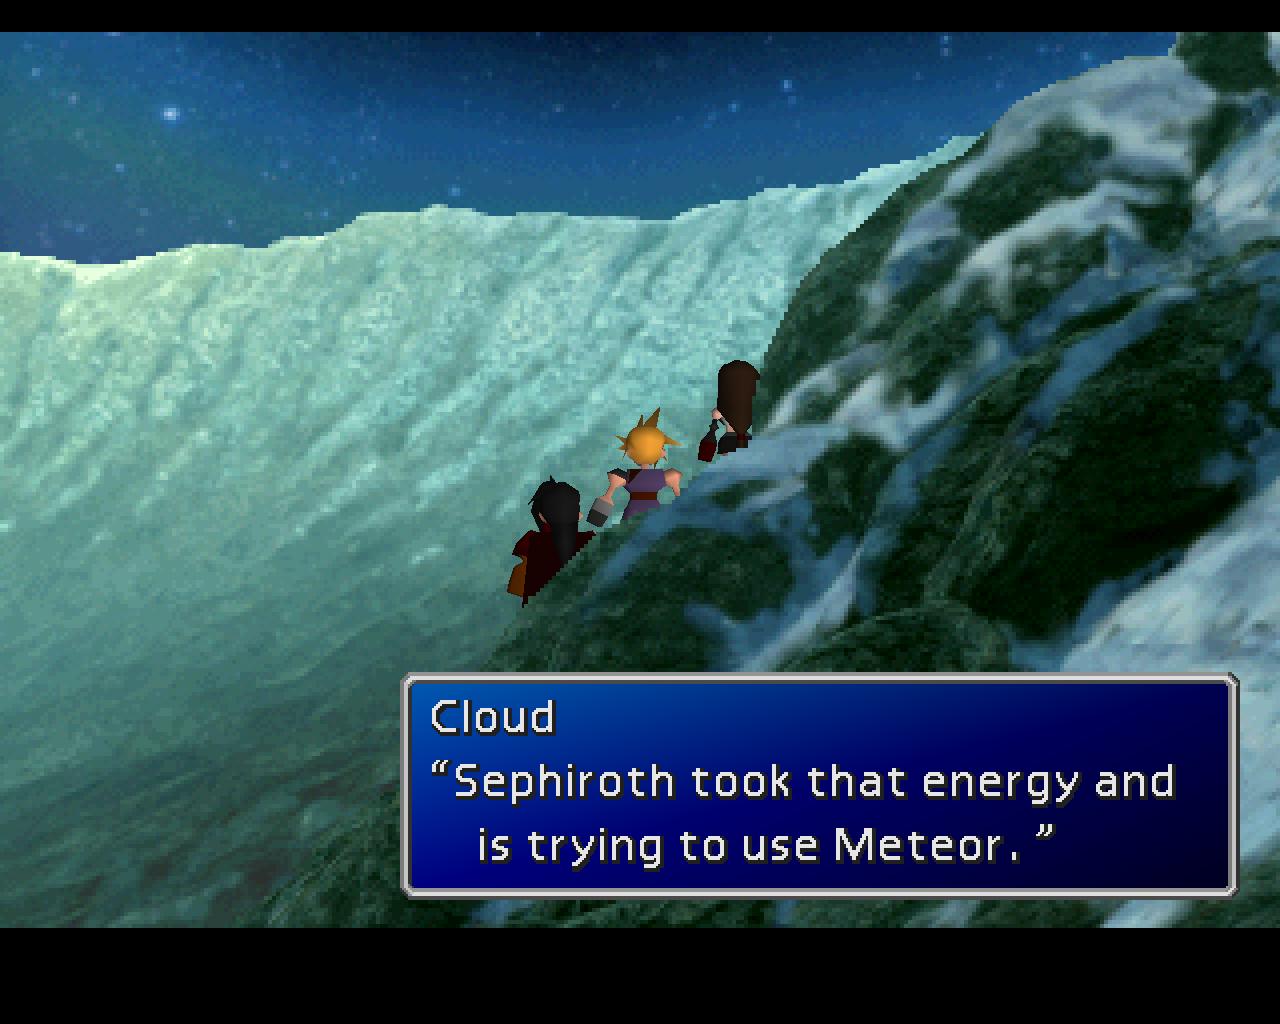 Cloud
“Sephiroth took that energy and
is trying to use Meteor.”